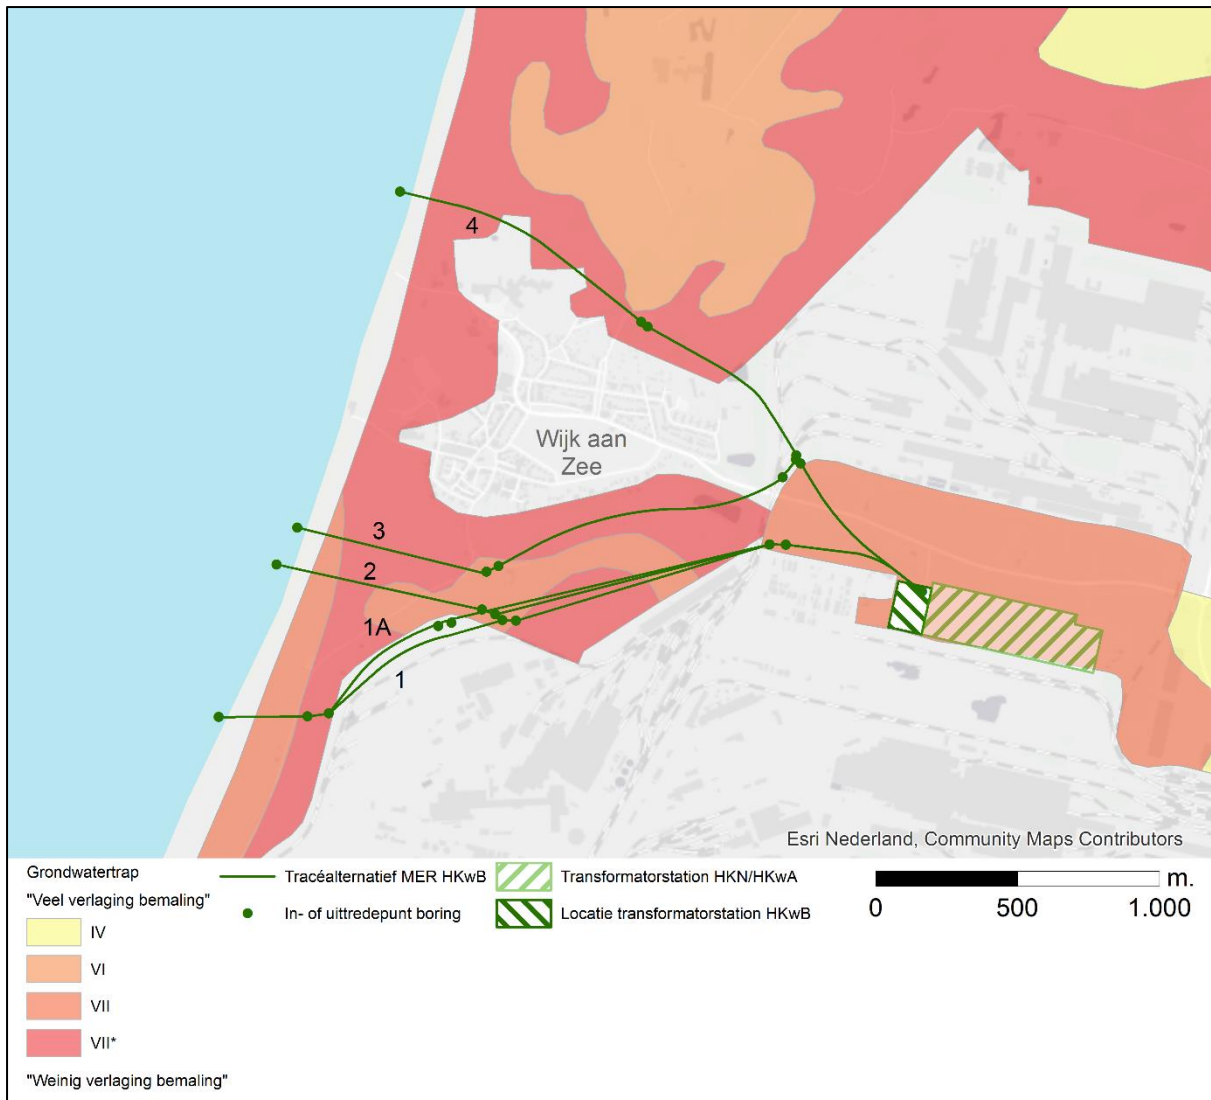 4
Wijk aan
Zee
3
2
1A
1
Esri Nederland, Community Maps Contributors
Grondwatertrap
"Veel verlaging bemaling"
IV
VI
VII
VII*
"Weinig verlaging bemaling"
Tracéalternatief MER HKwB
In- of uittredepunt boring
Transformatorstation HKN/HKwA
Locatie transformatorstation HKwB
m.
0 500 1.000